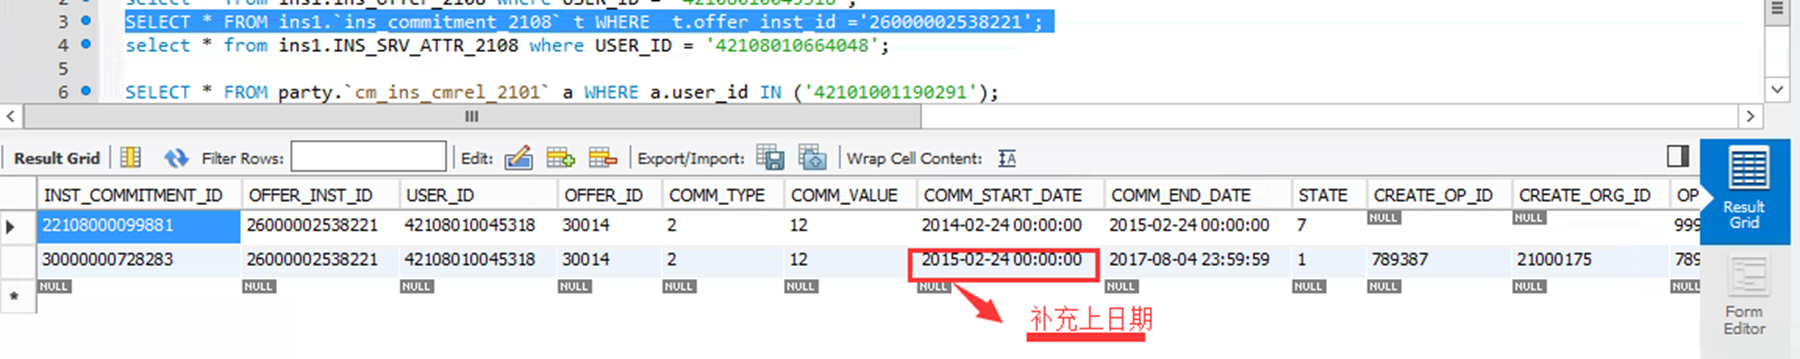 3 SELECT * FROM ins1.`ins_commitment_2108` t WHERE  t.offer_inst_id ='26000002538221';
4 select * from ins1.INS_SRV_ATTR_2108 where USER_ID = '42108010664048';
5
6 SELECT * FROM party.`cm_ins_cmrel_2101` a WHERE a.user_id IN ('42101001190291');
Result Grid Filter Rows: Edit: Export/Import: Wrap Cell Content:
INST_COMMITMENT_ID OFFER_INST_ID USER_ID OFFER_ID COMM_TYPE COMM_VALUE COMM_START_DATE COMM_END_DATE STATE CREATE_OP_ID CREATE_ORG_ID OP
22108000099881 26000002538221 42108010045318 30014 2 12 2014-02-24 00:00:00 2015-02-24 00:00:00 7 NULL NULL 999
30000000728283 26000002538221 42108010045318 30014 2 12 2015-02-24 00:00:00 2017-08-04 23:59:59 1 789387 21000175 789
* NULL NULL NULL NULL NULL NULL NULL NULL NULL NULL NULL NULL
补充上日期
Result
Grid
Form
Editor